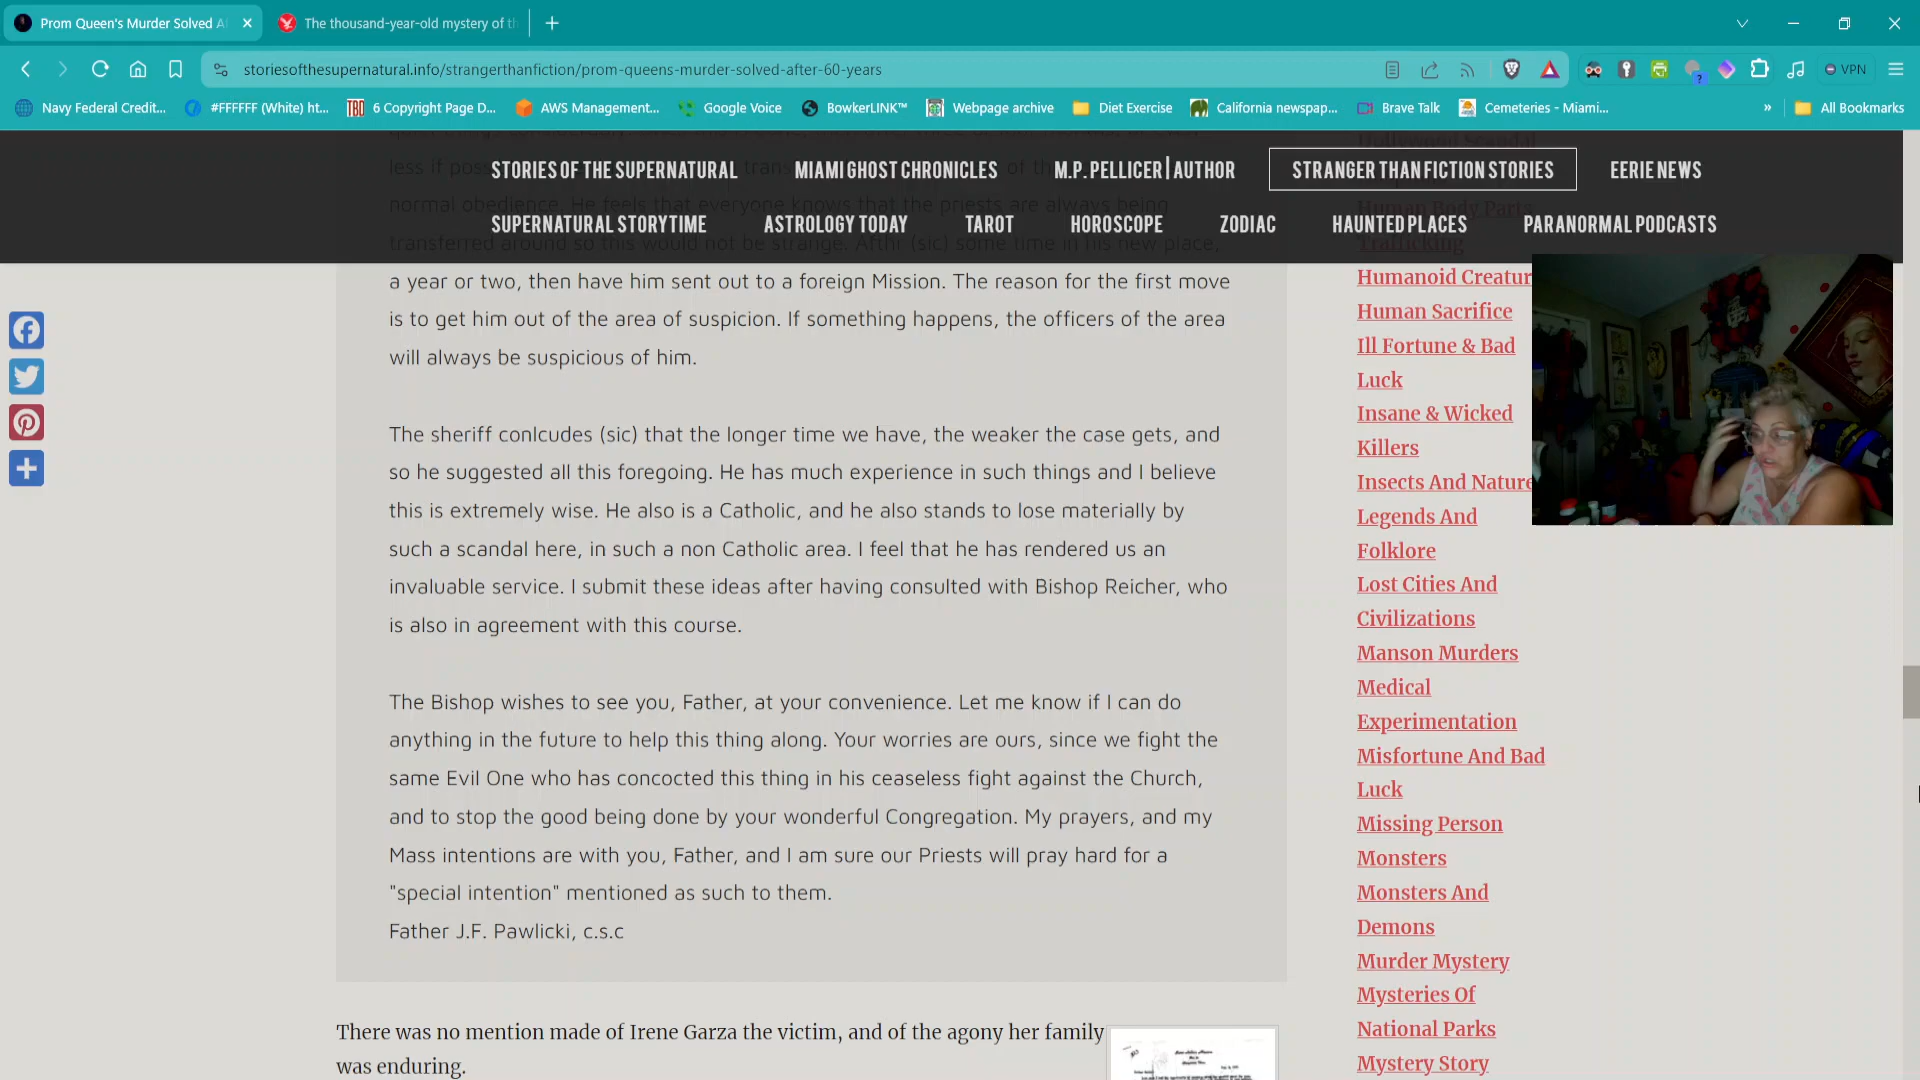 Prom Queen's Murder Solved A
The thousand-year-old mystery of t
storiesofthesupernatural.info/strangerthanfiction/prom-queens-murder-solved-after-60-years
VPN
Navy Federal Credit...
#FFFFFF (White) ht...
6 Copyright Page D...
AWS Management...
Google Voice
BowkerLINK™
Webpage archive
Diet Exercise
California newspap...
Brave Talk
Cemeteries - Miami...
»
All Bookmarks
STORIES OF THE SUPERNATURAL
MIAMI GHOST CHRONICLES
M.P. PELLICER | AUTHOR
STRANGER THAN FICTION STORIES
EERIE NEWS
SUPERNATURAL STORYTIME
ASTROLOGY TODAY
TAROT
HOROSCOPE
ZODIAC
HAUNTED PLACES
PARANORMAL PODCASTS
normal obedience. He feels that everyone knows that the priests are always being
transferred around so this would not be strange. Afthr (sic) some time in his new place,
a year or two, then have him sent out to a foreign Mission. The reason for the first move
is to get him out of the area of suspicion. If something happens, the officers of the area
will always be suspicious of him.
The sheriff conlcudes (sic) that the longer time we have, the weaker the case gets, and
so he suggested all this foregoing. He has much experience in such things and I believe
this is extremely wise. He also is a Catholic, and he also stands to lose materially by
such a scandal here, in such a non Catholic area. I feel that he has rendered us an
invaluable service. I submit these ideas after having consulted with Bishop Reicher, who
is also in agreement with this course.
The Bishop wishes to see you, Father, at your convenience. Let me know if I can do
anything in the future to help this thing along. Your worries are ours, since we fight the
same Evil One who has concocted this thing in his ceaseless fight against the Church,
and to stop the good being done by your wonderful Congregation. My prayers, and my
Mass intentions are with you, Father, and I am sure our Priests will pray hard for a
"special intention" mentioned as such to them.
Father J.F. Pawlicki, c.s.c
There was no mention made of Irene Garza the victim, and of the agony her family
was enduring.
Human Body Parts
Trafficking
Humanoid Creatur
Human Sacrifice
Ill Fortune & Bad
Luck
Insane & Wicked
Killers
Insects And Nature
Legends And
Folklore
Lost Cities And
Civilizations
Manson Murders
Medical
Experimentation
Misfortune And Bad
Luck
Missing Person
Monsters
Monsters And
Demons
Murder Mystery
Mysteries Of
National Parks
Mystery Story